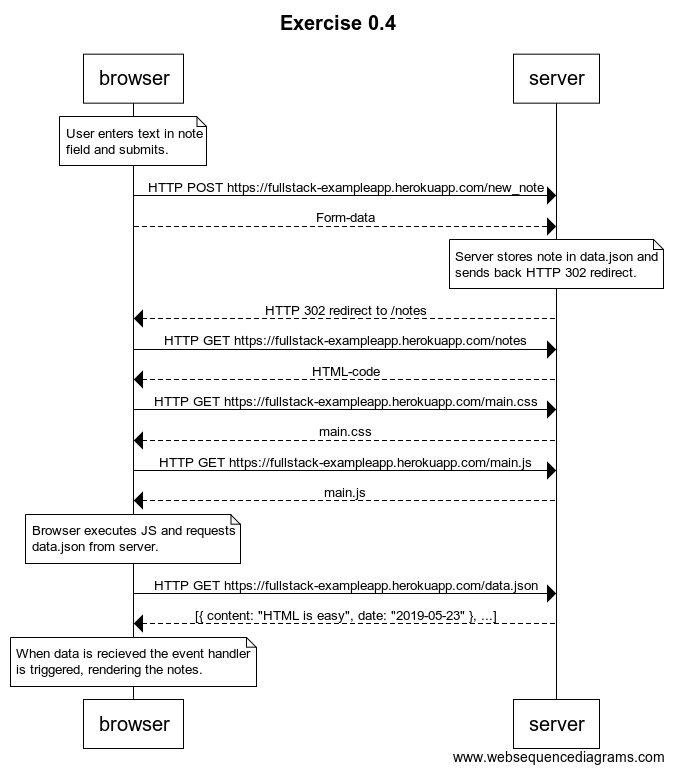 Exercise 0.4
browser
server
User enters text in note
field and submits.
HTTP POST https://fullstack-exampleapp.herokuapp.com/new_note
Form-data
Server stores note in data.json and
sends back HTTP 302 redirect.
HTTP 302 redirect to /notes
HTTP GET https://fullstack-exampleapp.herokuapp.com/notes
HTML-code
HTTP GET https://fullstack-exampleapp.herokuapp.com/main.css
main.css
HTTP GET https://fullstack-exampleapp.herokuapp.com/main.js
main.js
Browser executes JS and requests
data.json from server.
HTTP GET https://fullstack-exampleapp.herokuapp.com/data.json
[{ content: "HTML is easy", date: "2019-05-23" }, ...]
When data is recieved the event handler
is triggered, rendering the notes.
browser
server
www.websequencediagrams.com